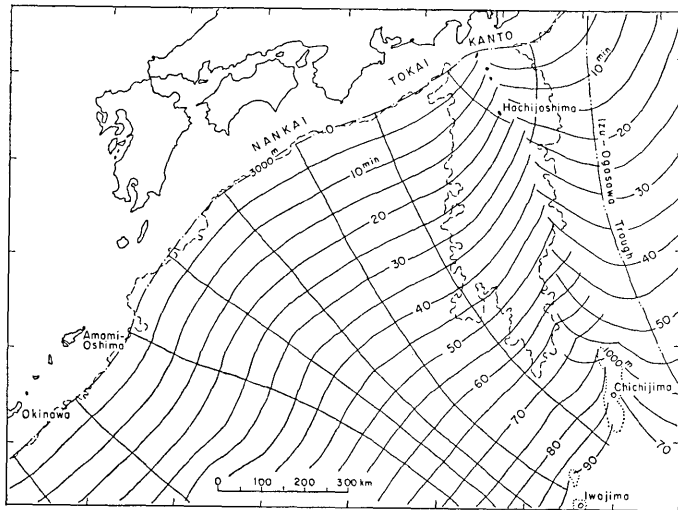 KANTO
TOKAI
NANKAI
Hachijoshima
Izu-Ogasawa
Trough
3000 m
0
10 min
20
30
40
50
60
70
80
90
10 min
20
30
40
50
70
1000 m
Amami-
Oshima
Okinawa
Chichijima
Iwojima
0 100 200 300 km